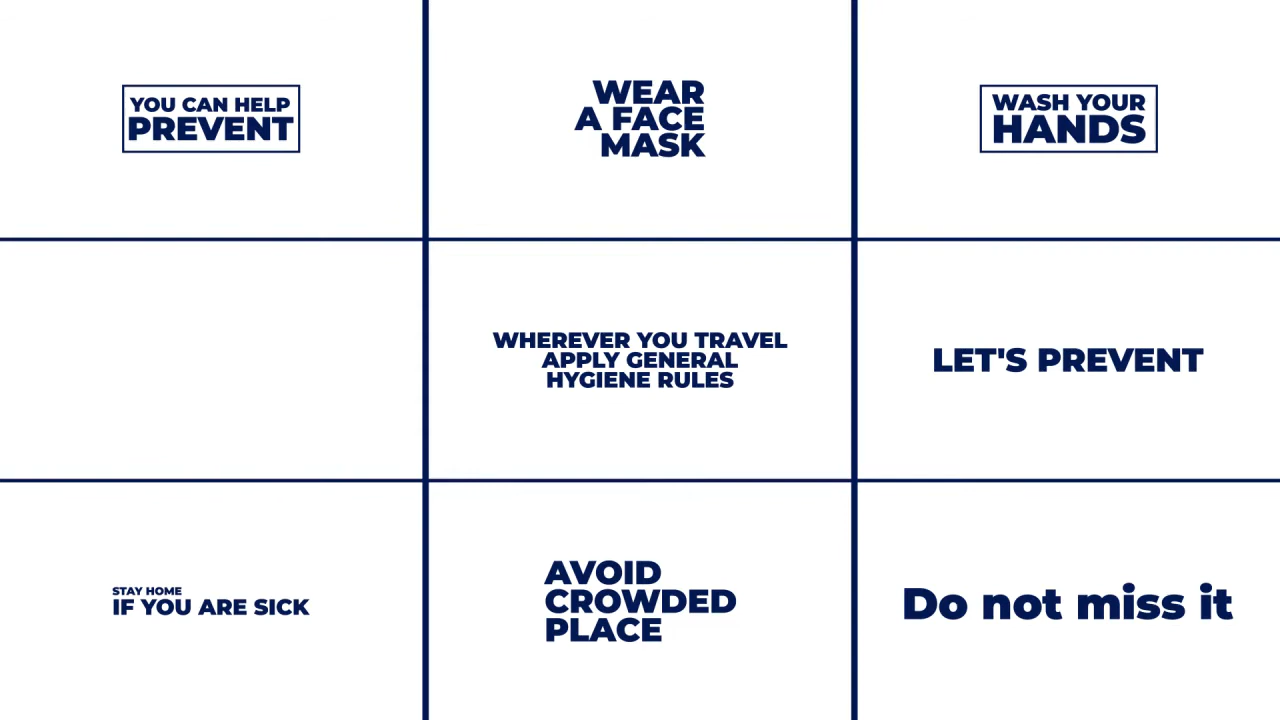 YOU CAN HELP
PREVENT
WEAR
A FACE
MASK
WASH YOUR
HANDS
WHEREVER YOU TRAVEL
APPLY GENERAL
HYGIENE RULES
LET'S PREVENT
STAY HOME
IF YOU ARE SICK
AVOID
CROWDED
PLACE
Do not miss it